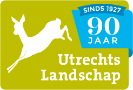 SINDS 1927
90
JAAR
Utrechts
Landschap